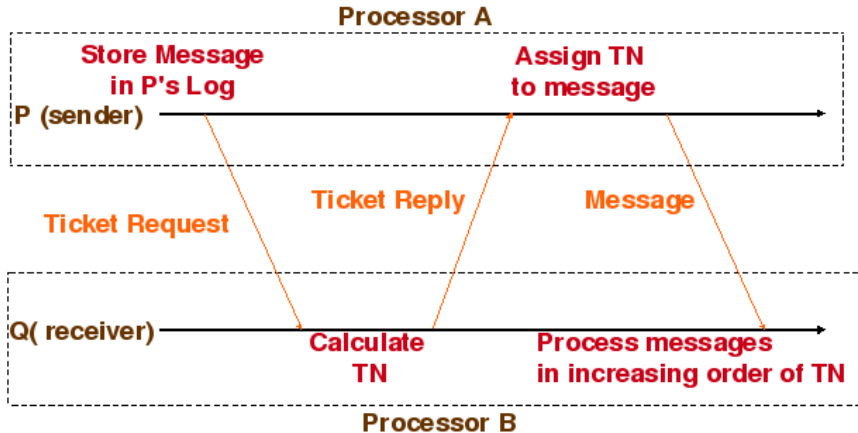 Processor A
Store Message
in P's Log
Assign TN
to message
P (sender)
Ticket Request
Ticket Reply
Message
Q( receiver)
Calculate
TN
Process messages
in increasing order of TN
Processor B